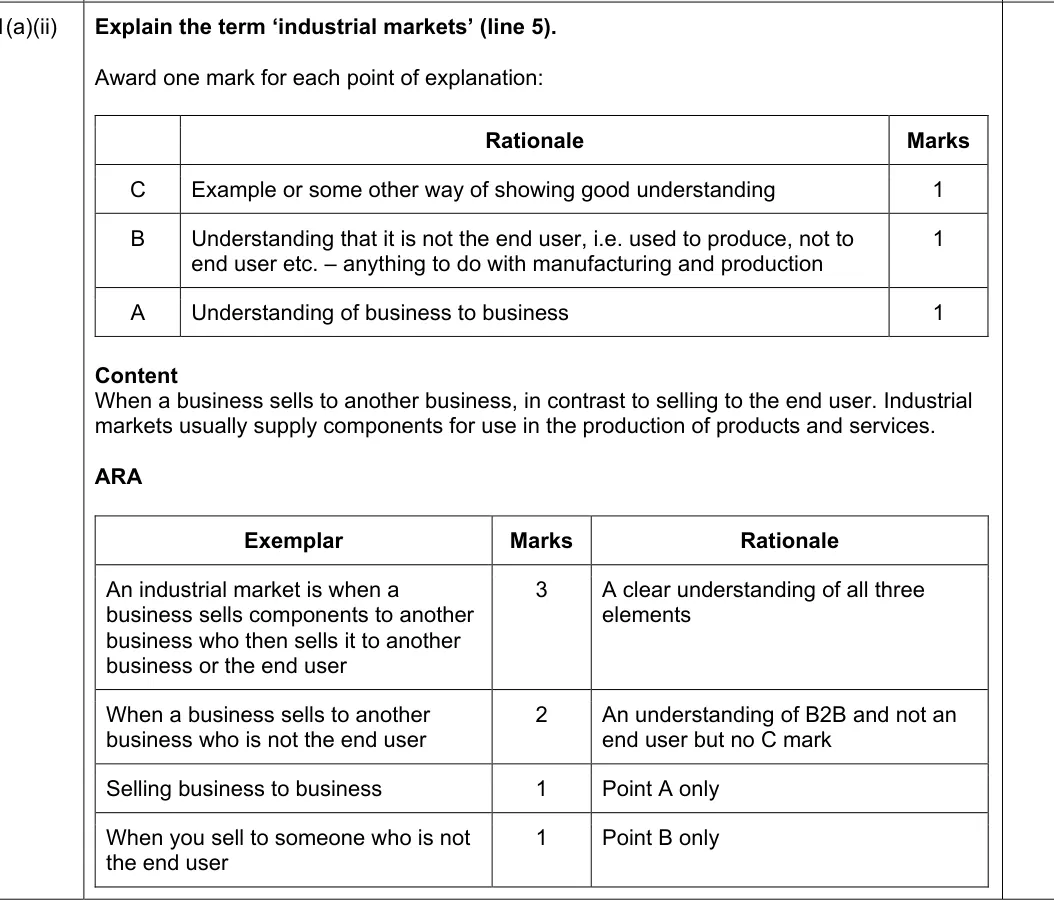 1(a)(ii)
Explain the term ‘industrial markets’ (line 5).
Award one mark for each point of explanation:
Rationale Marks
C Example or some other way of showing good understanding 1
B Understanding that it is not the end user, i.e. used to produce, not to 1
end user etc. – anything to do with manufacturing and production
A Understanding of business to business 1
Content
When a business sells to another business, in contrast to selling to the end user. Industrial
markets usually supply components for use in the production of products and services.
ARA
Exemplar Marks Rationale
An industrial market is when a 3 A clear understanding of all three
business sells components to another elements
business who then sells it to another
business or the end user
When a business sells to another 2 An understanding of B2B and not an
business who is not the end user end user but no C mark
Selling business to business 1 Point A only
When you sell to someone who is not 1 Point B only
the end user